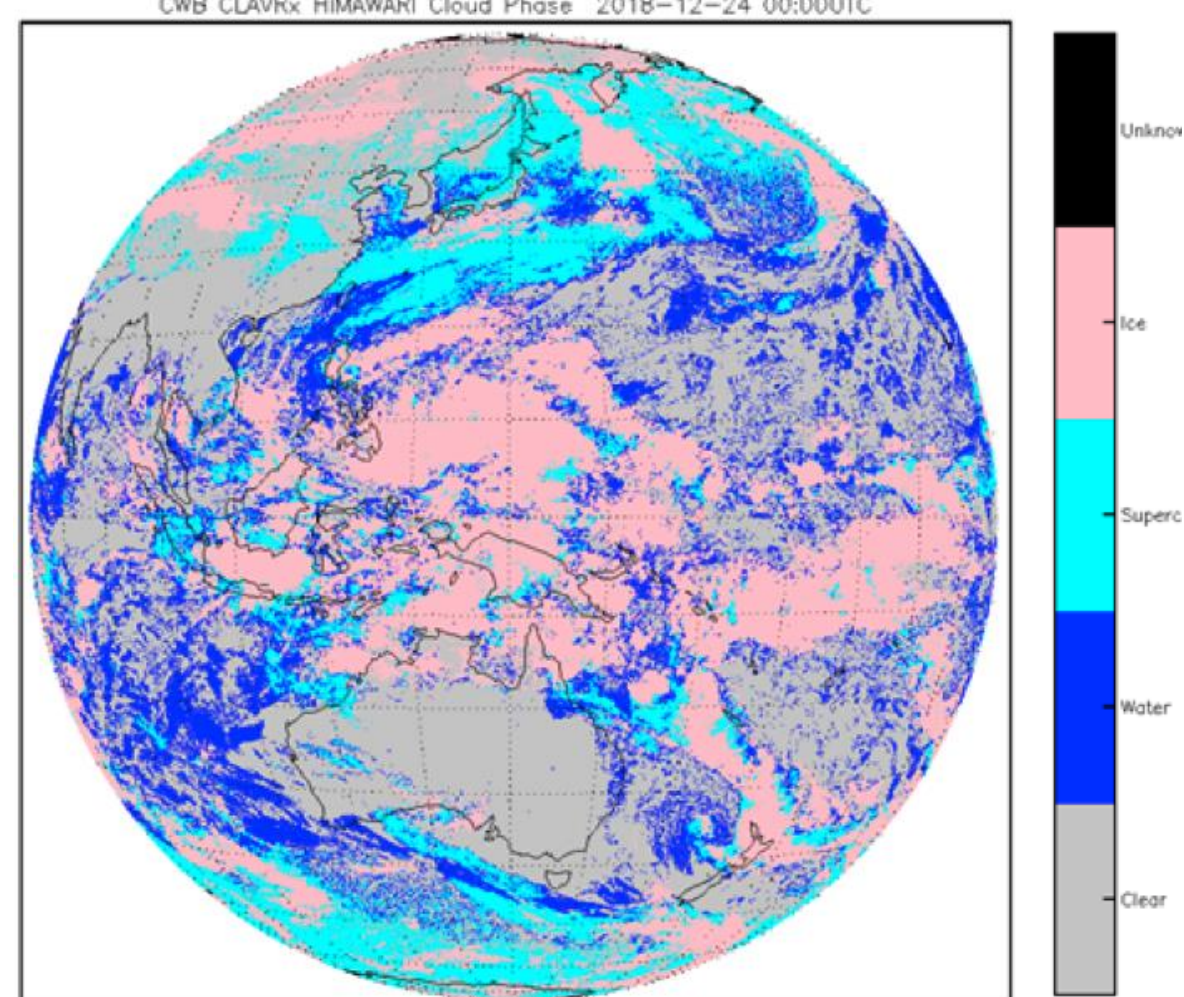 CWB CLAVRx HIMAWARI Cloud Phase 2018-12-24 00:00UTC
Unknow
Ice
Superc
Water
Clear